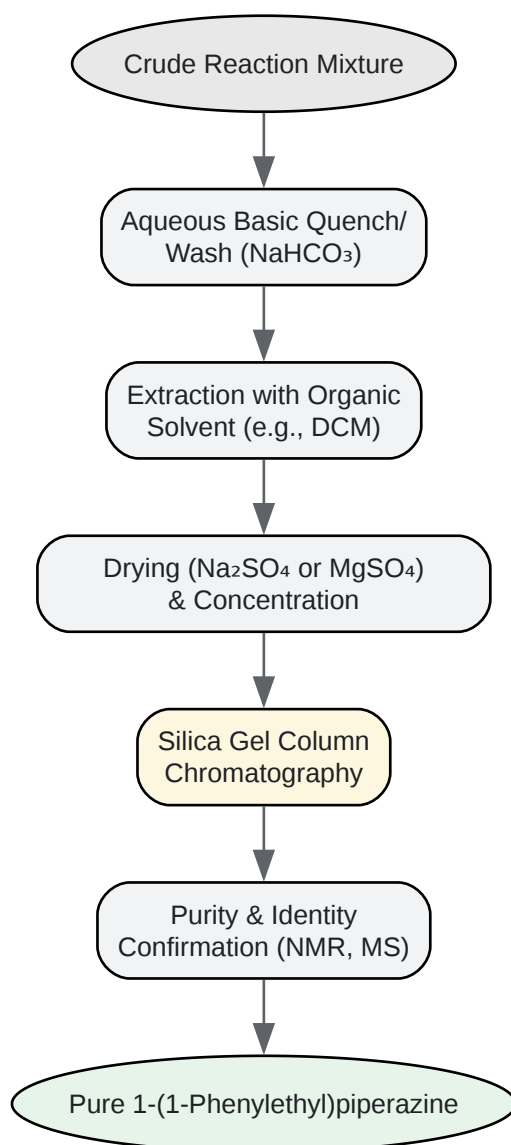 Crude Reaction Mixture
Aqueous Basic Quench/
Wash (NaHCO₃)
Extraction with Organic
Solvent (e.g., DCM)
Drying (Na₂SO₄ or MgSO₄)
& Concentration
Silica Gel Column
Chromatography
Purity & Identity
Confirmation (NMR, MS)
Pure 1-(1-Phenylethyl)piperazine